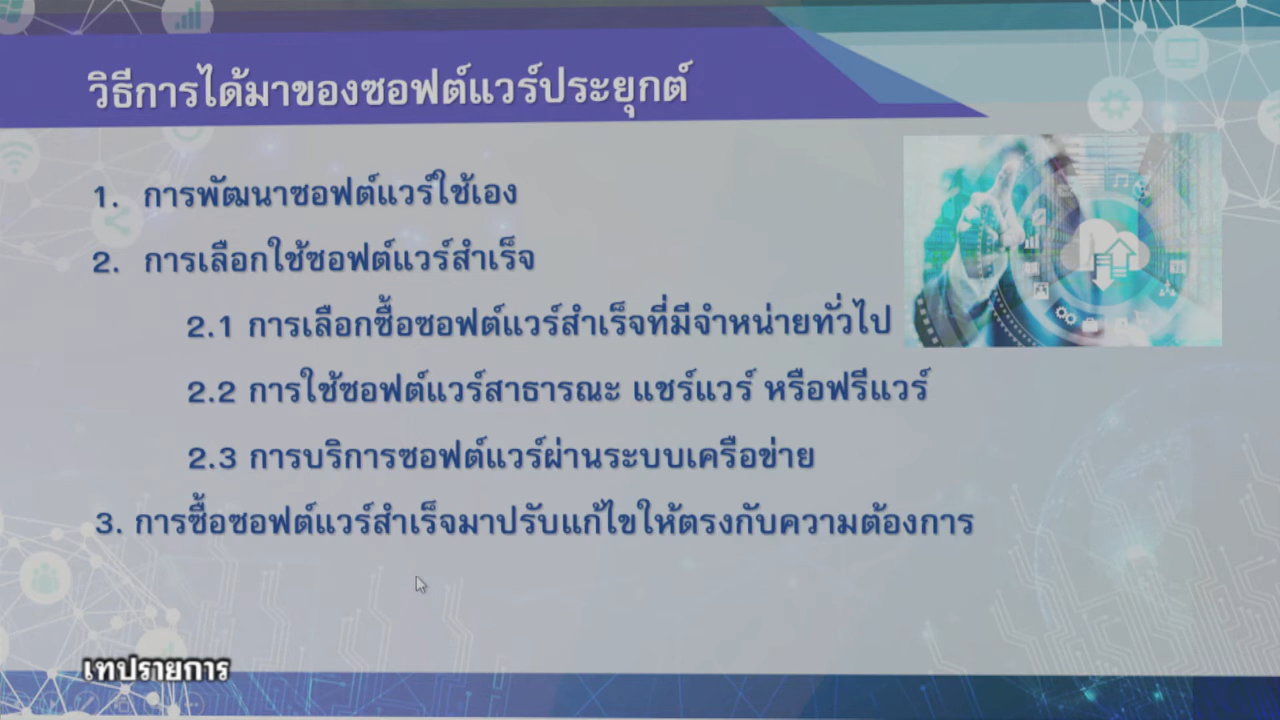 วิธีการได้มาของซอฟต์แวร์ประยุกต์
1. การพัฒนาซอฟต์แวร์ใช้เอง
2. การเลือกใช้ซอฟต์แวร์สำเร็จ
2.1 การเลือกซื้อซอฟต์แวร์สำเร็จที่มีจำหน่ายทั่วไป
2.2 การใช้ซอฟต์แวร์สาธารณะ แชร์แวร์ หรือฟรีแวร์
2.3 การบริการซอฟต์แวร์ผ่านระบบเครือข่าย
3. การซื้อซอฟต์แวร์สำเร็จมาปรับแก้ไขให้ตรงกับความต้องการ
เทปรายการ